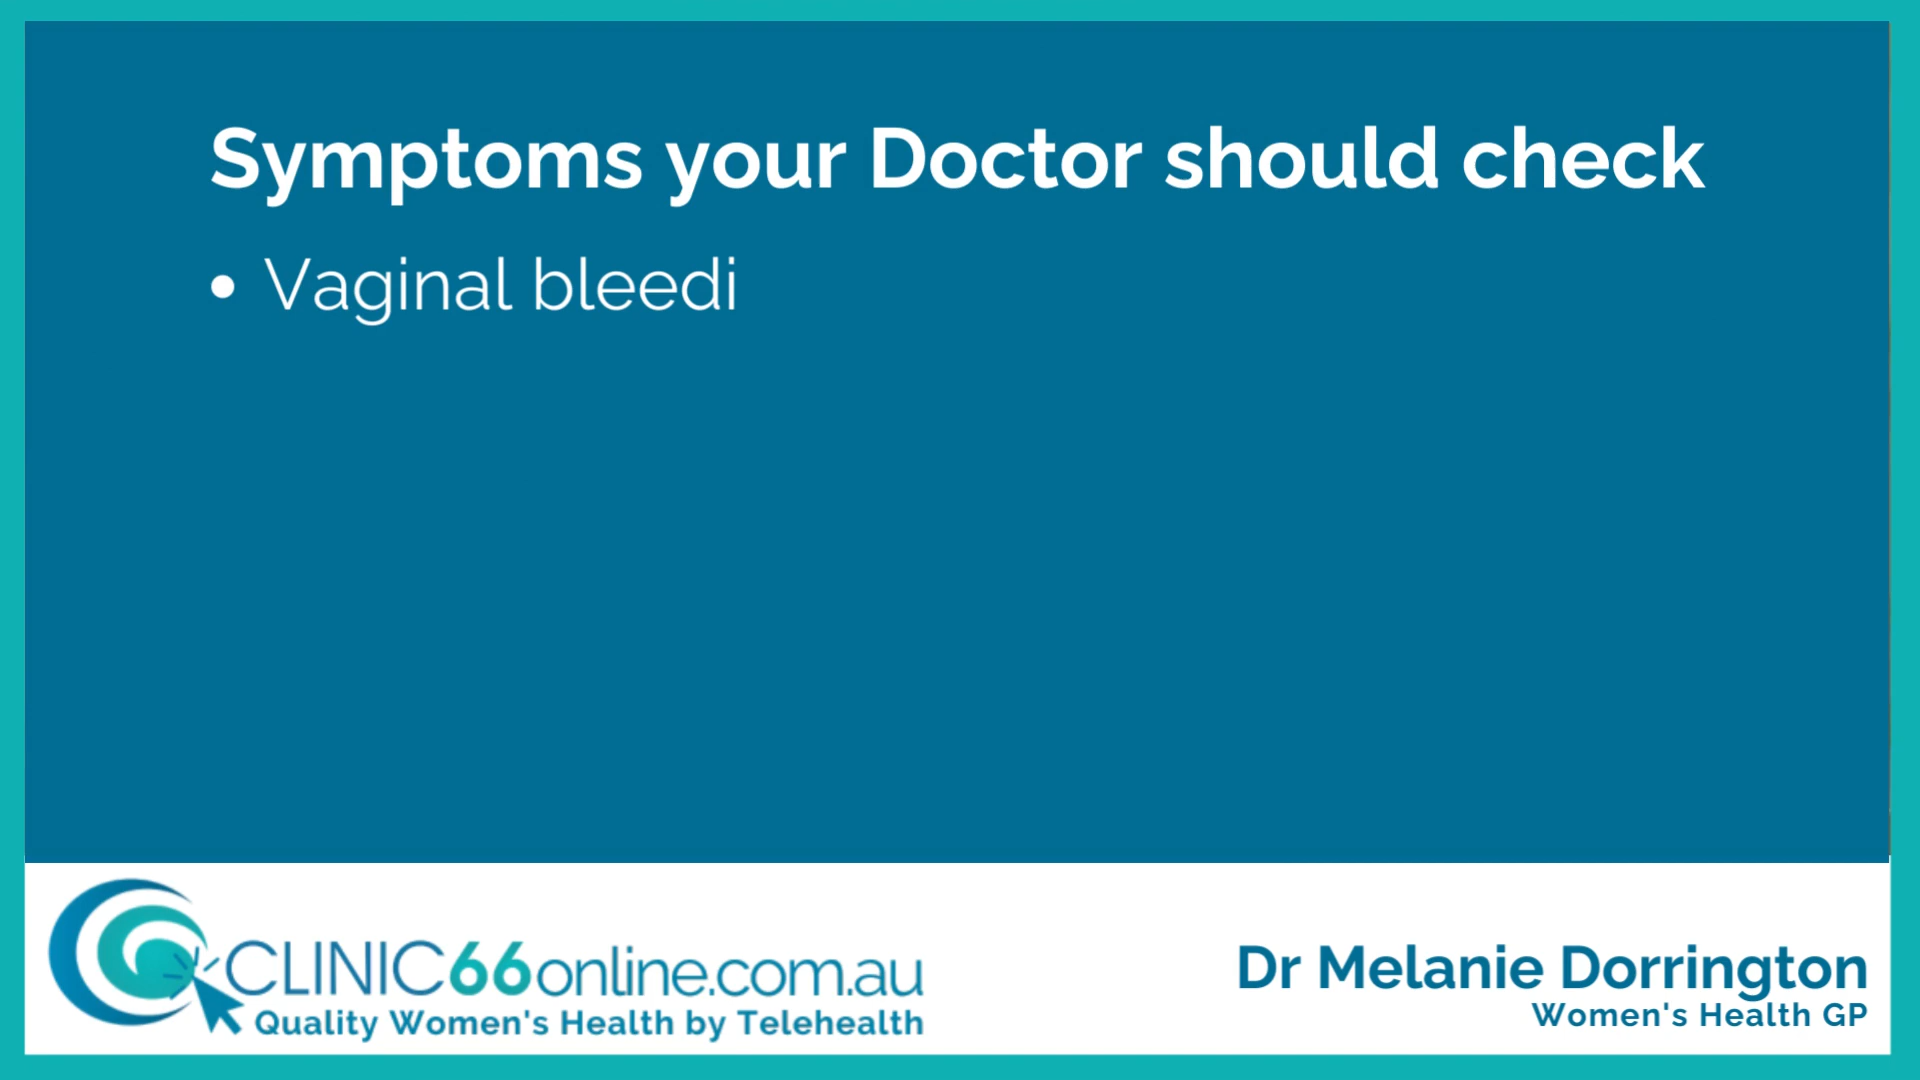 Symptoms your Doctor should check
• Vaginal bleedi
CLINIC66online.com.au
Quality Women's Health by Telehealth
Dr Melanie Dorrington
Women's Health GP